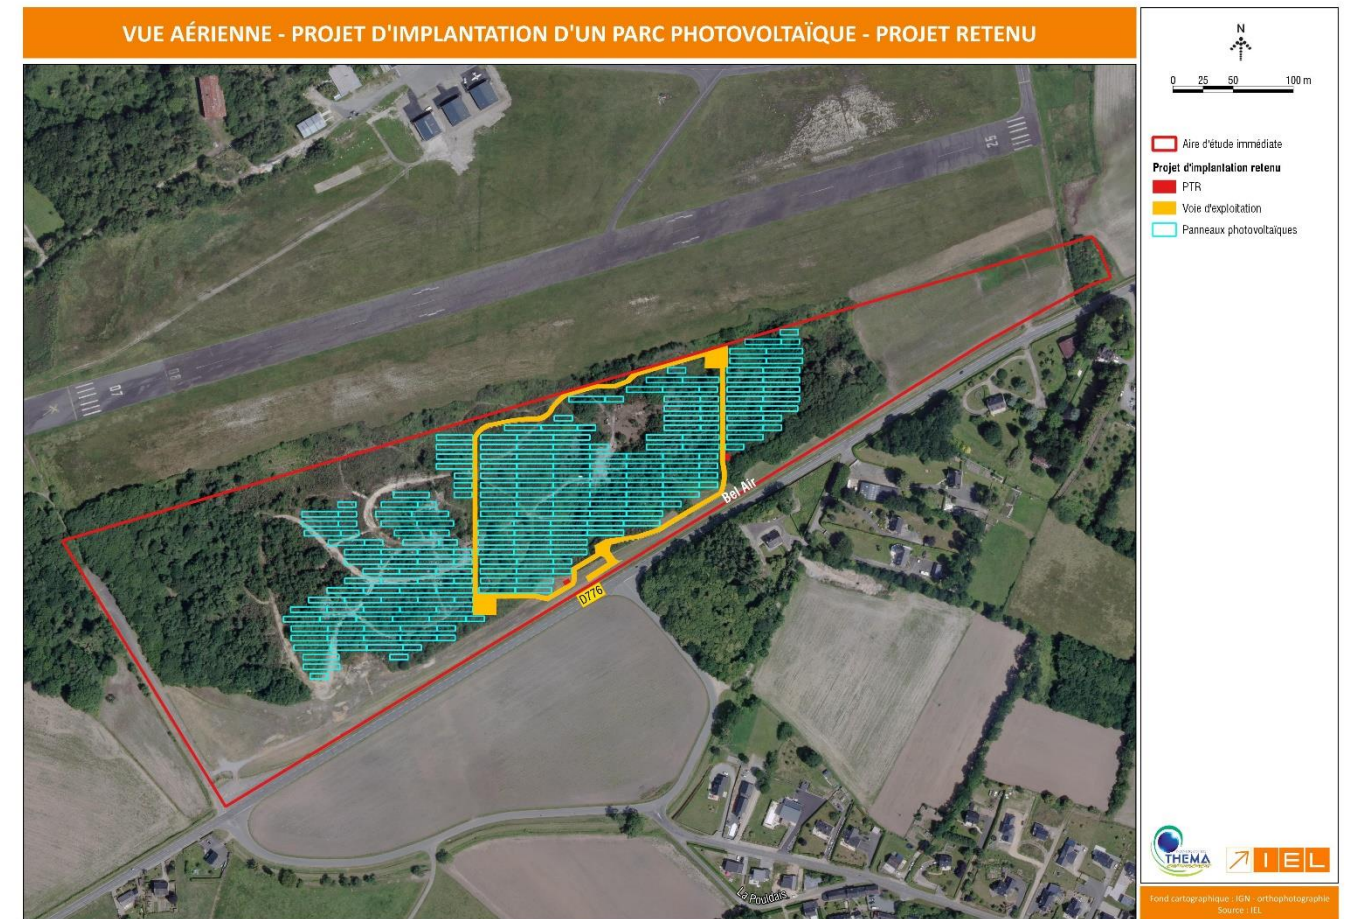 VUE AÉRIENNE - PROJET D'IMPLANTATION D'UN PARC PHOTOVOLTAÏQUE - PROJET RETENU
N
0 25 50 100 m
Aire d'étude immédiate
Projet d'implantation retenu
PTR
Voie d'exploitation
Panneaux photovoltaïques
25
07
Bel Air
D776
La Pouldais
THEMA
IEL
Fond cartographique : IGN - orthophotographie
Source : IEL